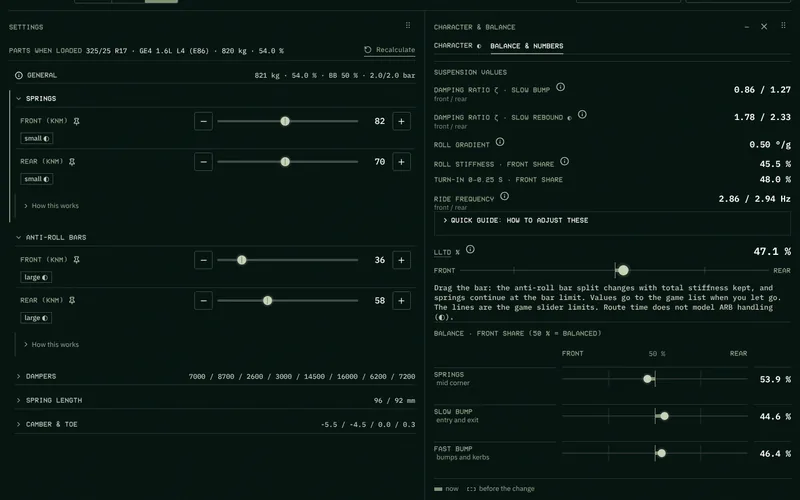 SETTINGS
PARTS WHEN LOADED 325/25 R17 · GE4 1.6L L4 (E86) · 820 kg · 54.0 %
Recalculate
GENERAL
821 kg · 54.0 % · BB 50 % · 2.0/2.0 bar
SPRINGS
FRONT (KNM)
82
small
REAR (KNM)
70
small
How this works
ANTI-ROLL BARS
FRONT (KNM)
36
large
REAR (KNM)
58
large
How this works
DAMPERS
7000 / 8700 / 2600 / 3000 / 14500 / 16000 / 6200 / 7200
SPRING LENGTH
96 / 92 mm
CAMBER & TOE
-5.5 / -4.5 / 0.0 / 0.3
CHARACTER & BALANCE
CHARACTER
BALANCE & NUMBERS
SUSPENSION VALUES
DAMPING RATIO ζ · SLOW BUMP
0.86 / 1.27
front / rear
DAMPING RATIO ζ · SLOW REBOUND
1.78 / 2.33
front / rear
ROLL GRADIENT
0.50 °/g
ROLL STIFFNESS · FRONT SHARE
45.5 %
TURN-IN 0-0.25 S · FRONT SHARE
48.0 %
RIDE FREQUENCY
2.86 / 2.94 Hz
front / rear
QUICK GUIDE: HOW TO ADJUST THESE
LLTD %
47.1 %
FRONT
REAR
Drag the bar: the anti-roll bar split changes with total stiffness kept, and
springs continue at the bar limit. Values go to the game list when you let go.
The lines are the game slider limits. Route time does not model ARB handling
(◐).
BALANCE · FRONT SHARE (50 % = BALANCED)
FRONT
50 %
REAR
SPRINGS
mid corner
53.9 %
SLOW BUMP
entry and exit
44.6 %
FAST BUMP
bumps and kerbs
46.4 %
now
before the change